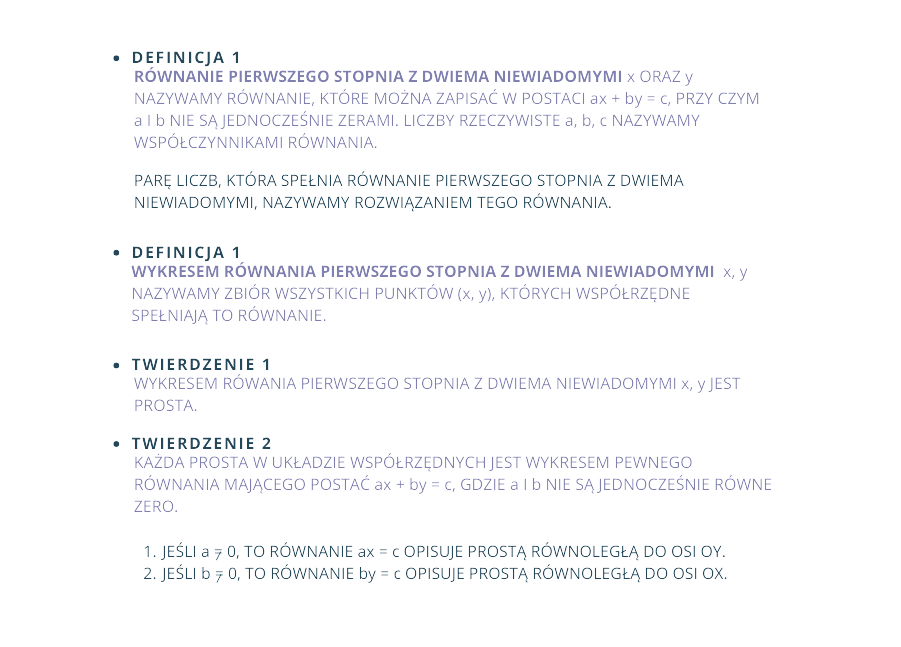 • DEFINICJA 1
RÓWNANIE PIERWSZEGO STOPNIA Z DWIEMA NIEWIADOMYMI x ORAZ y
NAZYWAMY RÓWNANIE, KTÓRE MOŻNA ZAPISAĆ W POSTACI ax + by = c, PRZY CZYM
a I b NIE SĄ JEDNOCZEŚNIE ZERAMI. LICZBY RZECZYWISTE a, b, c NAZYWAMY
WSPÓŁCZYNNIKAMI RÓWNANIA.
PARĘ LICZB, KTÓRA SPEŁNIA RÓWNANIE PIERWSZEGO STOPNIA Z DWIEMA
NIEWIADOMYMI, NAZYWAMY ROZWIĄZANIEM TEGO RÓWNANIA.
• DEFINICJA 1
WYKRESEM RÓWNANIA PIERWSZEGO STOPNIA Z DWIEMA NIEWIADOMYMI x, y
NAZYWAMY ZBIÓR WSZYSTKICH PUNKTÓW (x, y), KTÓRYCH WSPÓŁRZĘDNE
SPEŁNIAJĄ TO RÓWNANIE.
• TWIERDZENIE 1
WYKRESEM RÓWANIA PIERWSZEGO STOPNIA Z DWIEMA NIEWIADOMYMI x, y JEST
PROSTA.
• TWIERDZENIE 2
KAŻDA PROSTA W UKŁADZIE WSPÓŁRZĘDNYCH JEST WYKRESEM PEWNEGO
RÓWNANIA MAJĄCEGO POSTAĆ ax + by = c, GDZIE a I b NIE SĄ JEDNOCZEŚNIE RÓWNE
ZERO.
1. JEŚLI a ≠ 0, TO RÓWNANIE ax = c OPISUJE PROSTĄ RÓWNOLEGŁĄ DO OSI OY.
2. JEŚLI b ≠ 0, TO RÓWNANIE by = c OPISUJE PROSTĄ RÓWNOLEGŁĄ DO OSI OX.